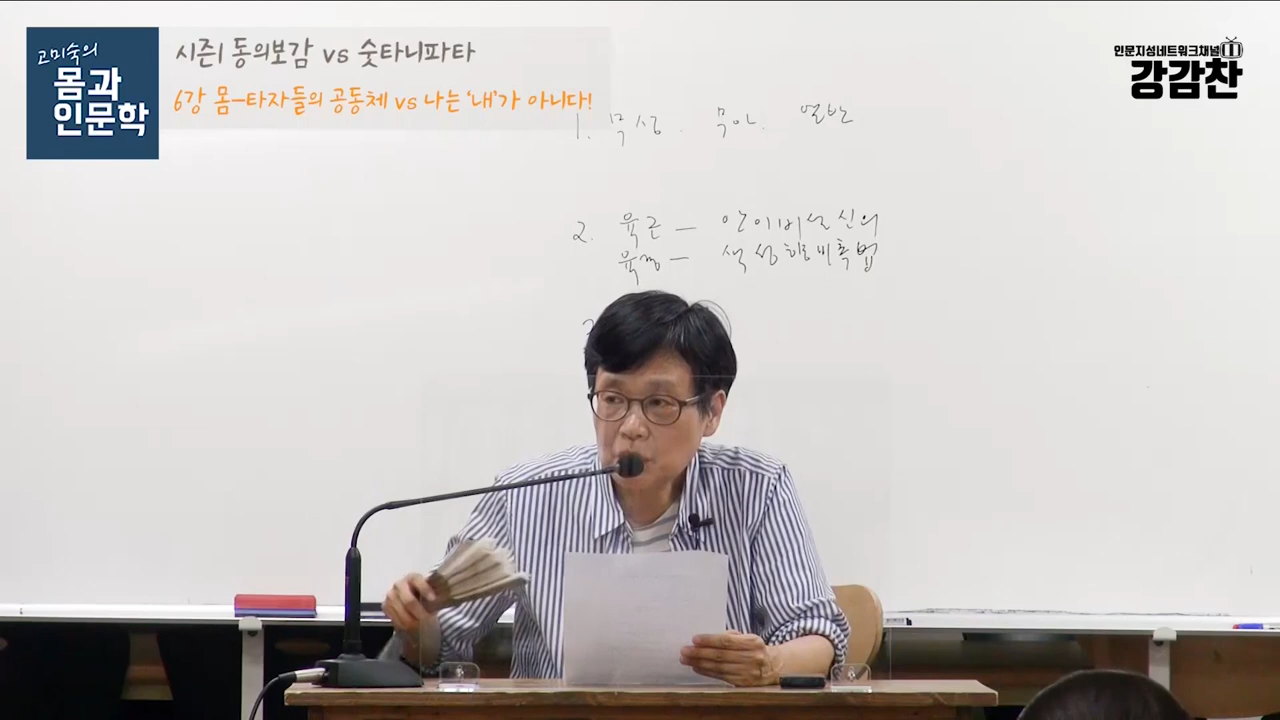 고미숙의
몸과
인문학
시즌1 동의보감 vs 숫타니파타
6강 몸-타자들의 공동체 vs 나는 '내'가 아니다!
인문지성네트워크채널
강감찬
1. 무상. 무아. 열반
2. 육근 — 안이비설신의
육경 — 색성향미촉법